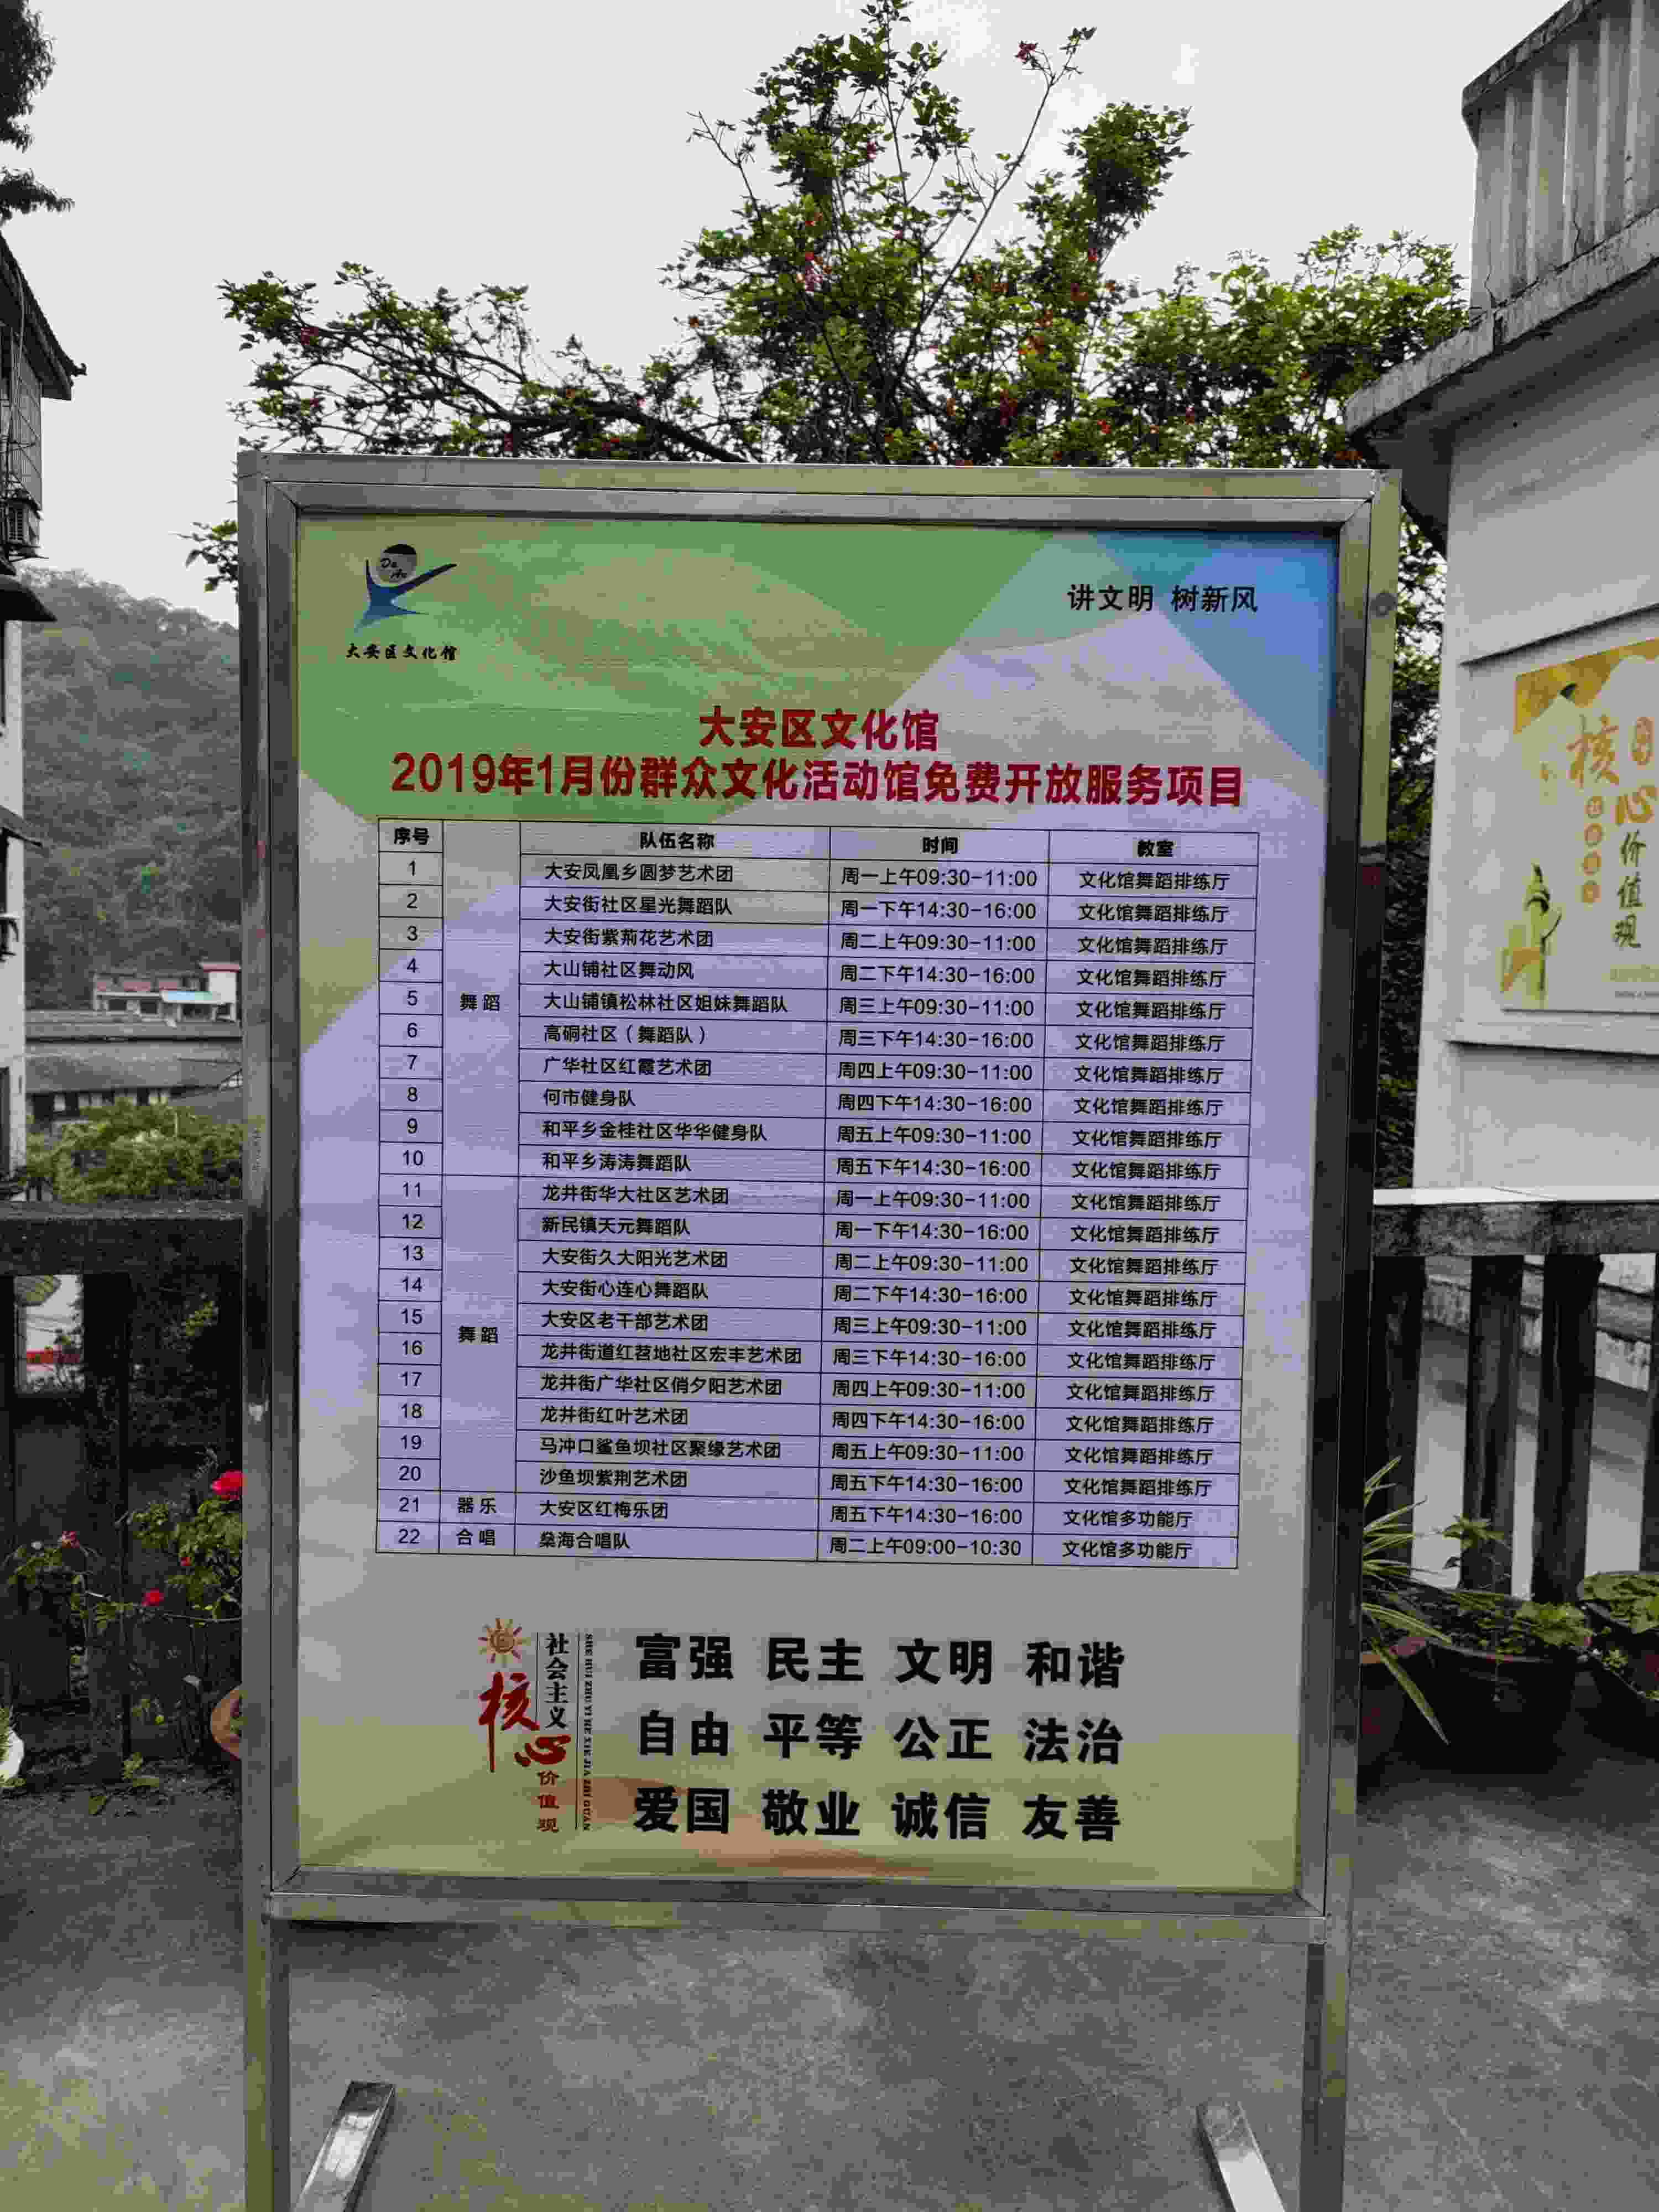 Da
An
大安区文化馆
讲文明 树新风
大安区文化馆
2019年1月份群众文化活动馆免费开放服务项目
序号 队伍名称 时间 教室
1 大安凤凰乡圆梦艺术团 周一上午09:30-11:00 文化馆舞蹈排练厅
2 大安街社区星光舞蹈队 周一下午14:30-16:00 文化馆舞蹈排练厅
3 大安街紫荊花艺术团 周二上午09:30-11:00 文化馆舞蹈排练厅
4 大山铺社区舞动风 周二下午14:30-16:00 文化馆舞蹈排练厅
5 舞蹈 大山铺镇松林社区姐妹舞蹈队 周三上午09:30-11:00 文化馆舞蹈排练厅
6 高硐社区（舞蹈队） 周三下午14:30-16:00 文化馆舞蹈排练厅
7 广华社区红霞艺术团 周四上午09:30-11:00 文化馆舞蹈排练厅
8 何市健身队 周四下午14:30-16:00 文化馆舞蹈排练厅
9 和平乡金桂社区华华健身队 周五上午09:30-11:00 文化馆舞蹈排练厅
10 和平乡涛涛舞蹈队 周五下午14:30-16:00 文化馆舞蹈排练厅
11 龙井街华大社区艺术团 周一上午09:30-11:00 文化馆舞蹈排练厅
12 新民镇天元舞蹈队 周一下午14:30-16:00 文化馆舞蹈排练厅
13 大安街久大阳光艺术团 周二上午09:30-11:00 文化馆舞蹈排练厅
14 大安街心连心舞蹈队 周二下午14:30-16:00 文化馆舞蹈排练厅
15 舞蹈 大安区老干部艺术团 周三上午09:30-11:00 文化馆舞蹈排练厅
16 龙井街道红苕地社区宏丰艺术团 周三下午14:30-16:00 文化馆舞蹈排练厅
17 龙井街广华社区俏夕阳艺术团 周四上午09:30-11:00 文化馆舞蹈排练厅
18 龙井街红叶艺术团 周四下午14:30-16:00 文化馆舞蹈排练厅
19 马冲口鲨鱼坝社区聚缘艺术团 周五上午09:30-11:00 文化馆舞蹈排练厅
20 沙鱼坝紫荆艺术团 周五下午14:30-16:00 文化馆舞蹈排练厅
21 器乐 大安区红梅乐团 周五下午14:30-16:00 文化馆多功能厅
22 合唱 燊海合唱队 周二上午09:00-10:30 文化馆多功能厅
社会主义
核心
价值观
SHE HUI ZHU YI HE XIE JIA ZHI GUAN
富强 民主 文明 和谐
自由 平等 公正 法治
爱国 敬业 诚信 友善
核心
价值观